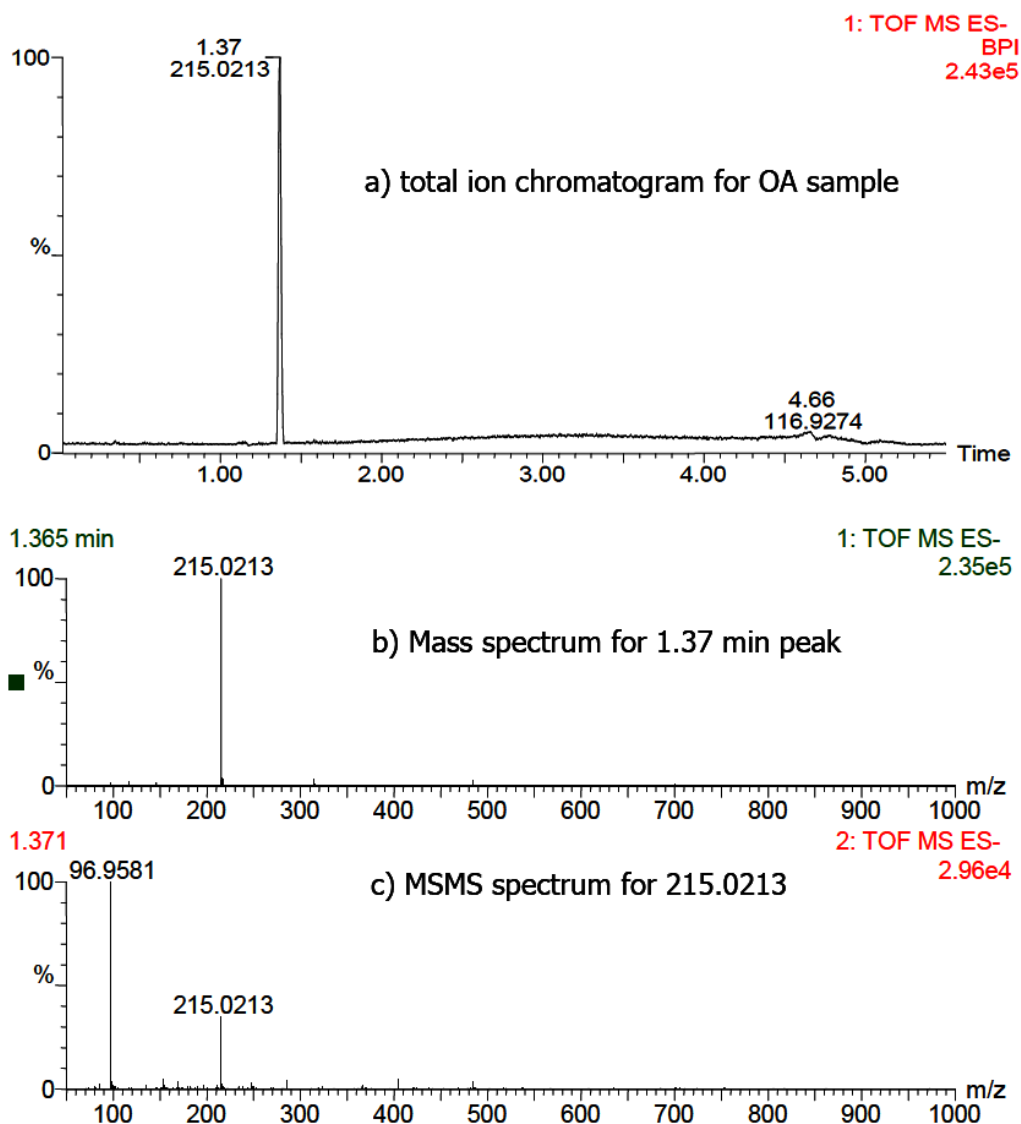 1: TOF MS ES-
BPI
2.43e5
1.37
215.0213
100
a) total ion chromatogram for OA sample
%
4.66
116.9274
0
Time
1.00 2.00 3.00 4.00 5.00
1.365 min
1: TOF MS ES-
2.35e5
215.0213
100
b) Mass spectrum for 1.37 min peak
%
0
m/z
100 200 300 400 500 600 700 800 900 1000
1.371
2: TOF MS ES-
2.96e4
96.9581
100
c) MSMS spectrum for 215.0213
%
215.0213
0
m/z
100 200 300 400 500 600 700 800 900 1000